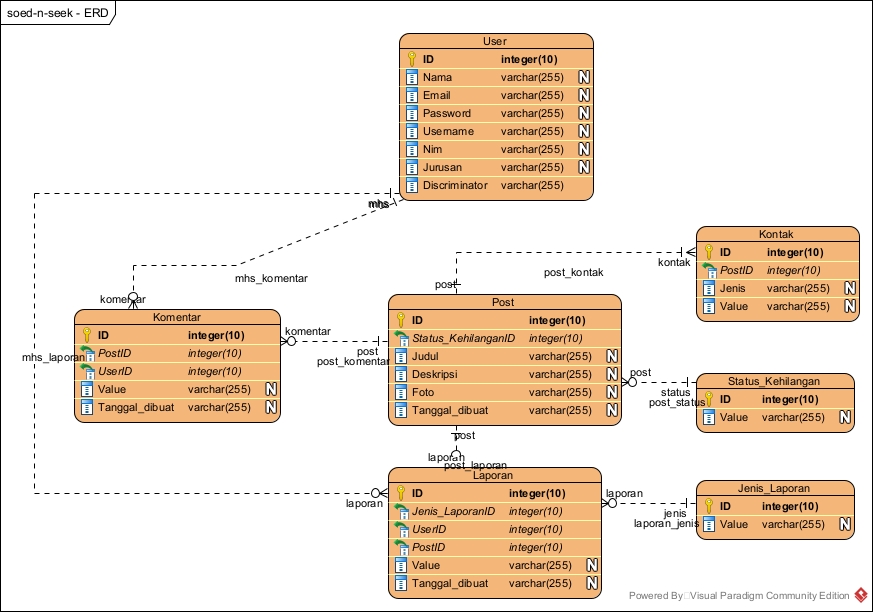 soed-n-seek - ERD
User
ID integer(10)
Nama varchar(255) N
Email varchar(255) N
Password varchar(255) N
Username varchar(255) N
Nim varchar(255) N
Jurusan varchar(255) N
Discriminator varchar(255)
mhs
mhs_komentar
komentar
mhs_laporan
Kontak
ID integer(10)
PostID integer(10)
Jenis varchar(255) N
Value varchar(255) N
kontak
post_kontak
post
Komentar
ID integer(10)
PostID integer(10)
UserID integer(10)
Value varchar(255) N
Tanggal_dibuat varchar(255) N
komentar
post
post_komentar
Post
ID integer(10)
Status_KehilanganID integer(10)
Judul varchar(255) N
Deskripsi varchar(255) N
Foto varchar(255) N
Tanggal_dibuat varchar(255) N
post
status
post_status
Status_Kehilangan
ID integer(10)
Value varchar(255) N
post
laporan
post_laporan
Laporan
ID integer(10)
Jenis_LaporanID integer(10)
UserID integer(10)
PostID integer(10)
Value varchar(255) N
Tanggal_dibuat varchar(255) N
laporan
laporan
jenis
laporan_jenis
Jenis_Laporan
ID integer(10)
Value varchar(255) N
Powered By Visual Paradigm Community Edition